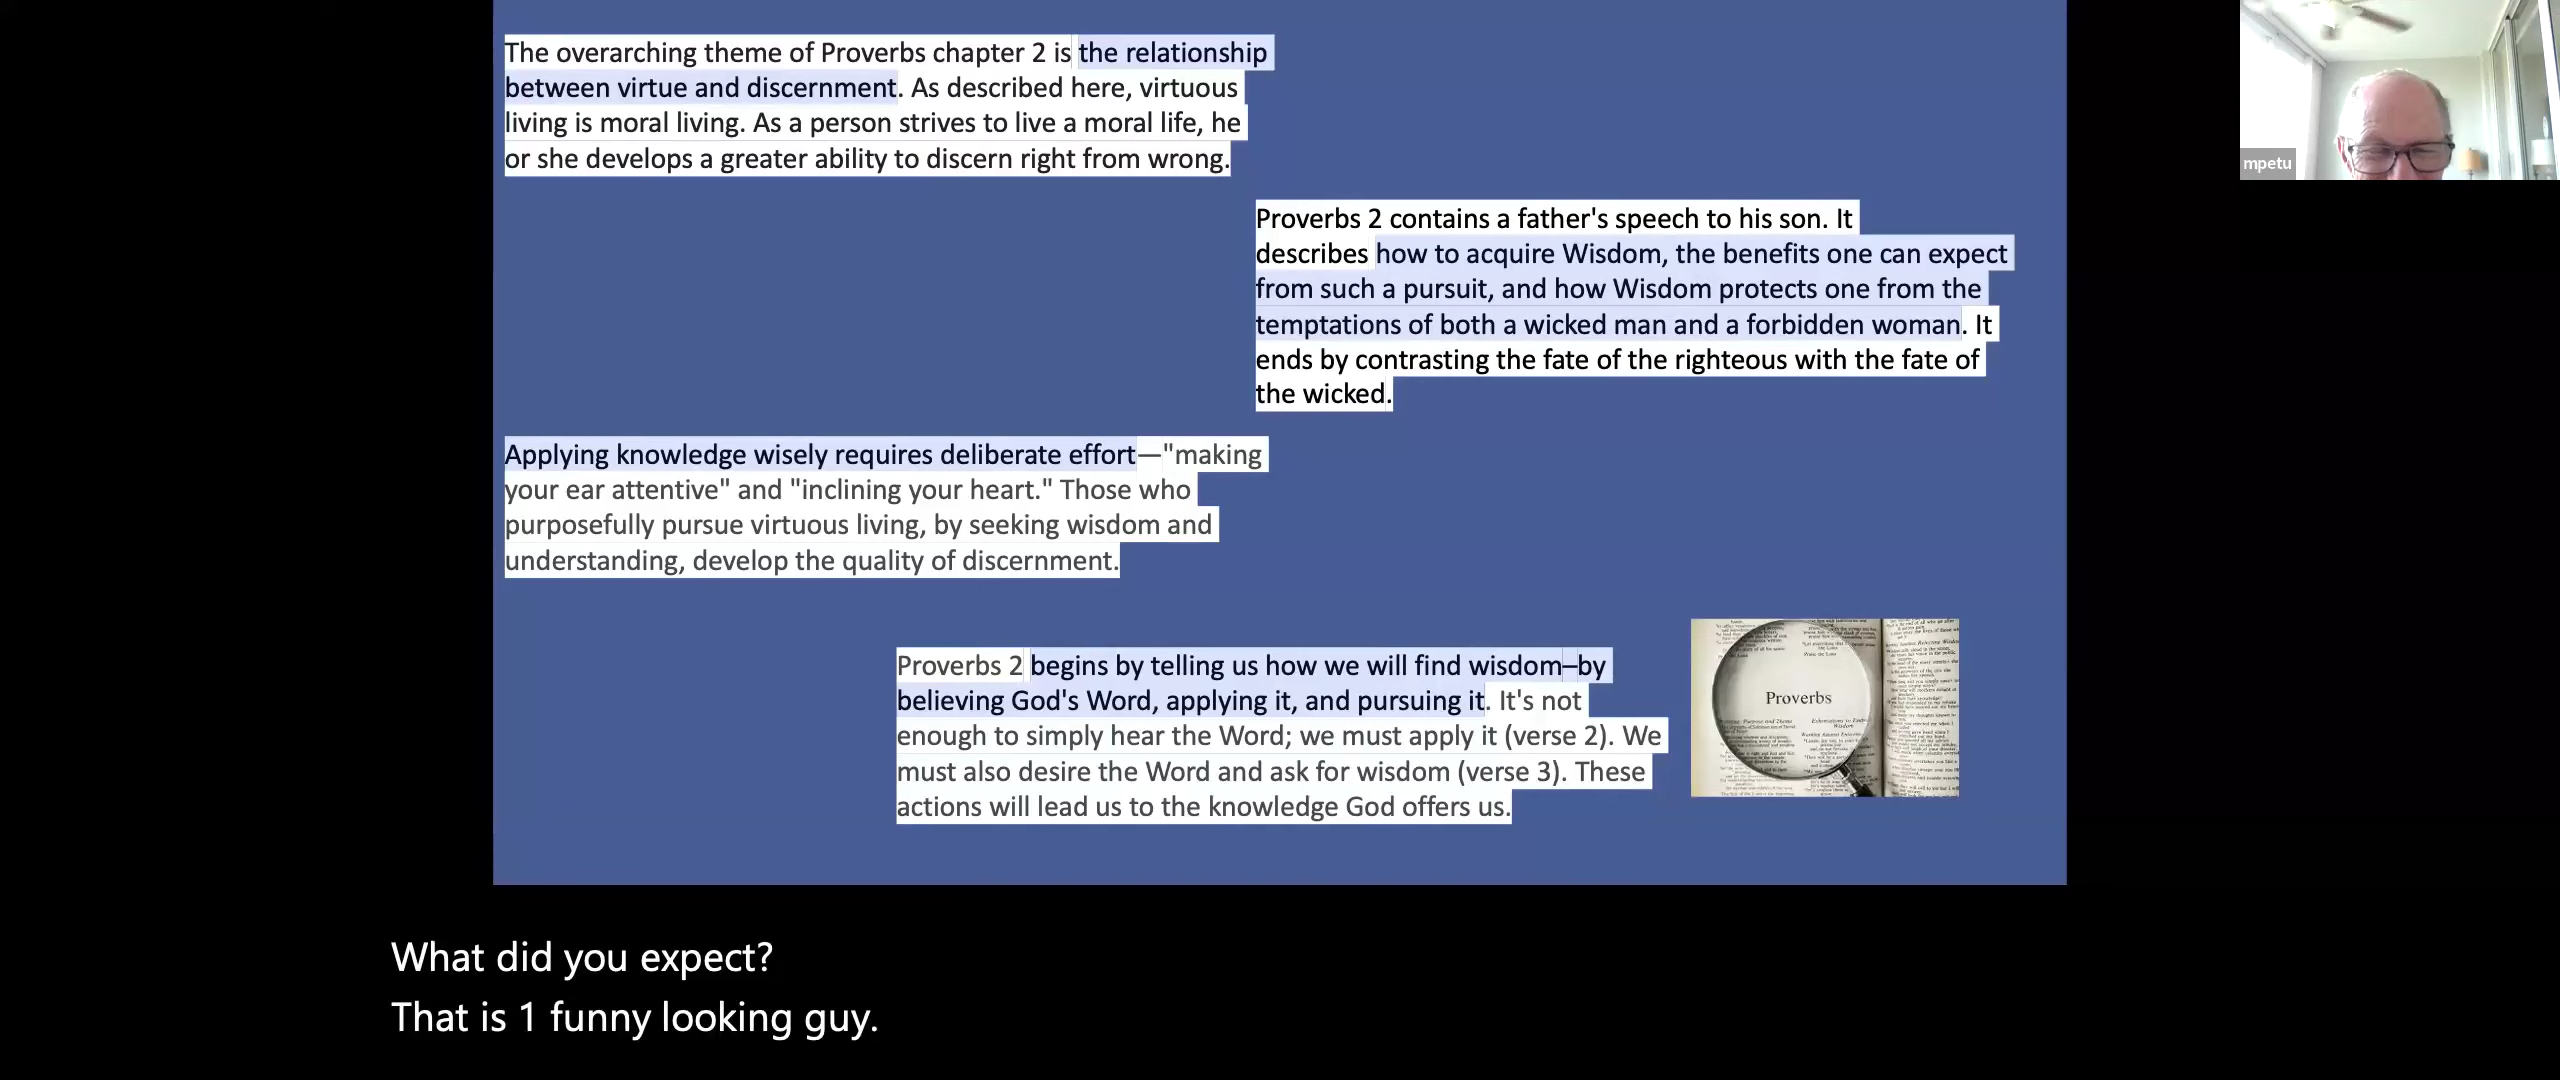 The overarching theme of Proverbs chapter 2 is the relationship
between virtue and discernment. As described here, virtuous
living is moral living. As a person strives to live a moral life, he
or she develops a greater ability to discern right from wrong.
mpetu
Proverbs 2 contains a father's speech to his son. It
describes how to acquire Wisdom, the benefits one can expect
from such a pursuit, and how Wisdom protects one from the
temptations of both a wicked man and a forbidden woman. It
ends by contrasting the fate of the righteous with the fate of
the wicked.
Applying knowledge wisely requires deliberate effort—"making
your ear attentive" and "inclining your heart." Those who
purposefully pursue virtuous living, by seeking wisdom and
understanding, develop the quality of discernment.
Proverbs 2 begins by telling us how we will find wisdom–by
believing God's Word, applying it, and pursuing it. It's not
enough to simply hear the Word; we must apply it (verse 2). We
must also desire the Word and ask for wisdom (verse 3). These
actions will lead us to the knowledge God offers us.
Proverbs
What did you expect?
That is 1 funny looking guy.